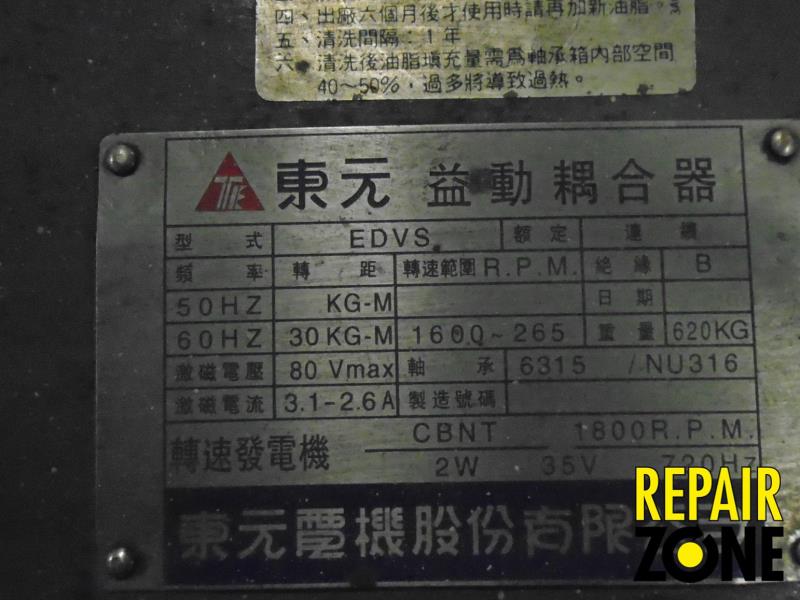 四、出廠六個月後才使用時請再加新油脂。
五、清洗間隔：1 年
六、清洗後油脂填充量需為軸承箱內部空間
40～50%，過多將導致過熱。
東元 益動耦合器
型 式 EDVS 額定 連續
頻 率 轉 距 轉速範圍 R.P.M. 絕緣 B
50HZ KG-M 日期
60HZ 30KG-M 1600~265 重量 620KG
激磁電壓 80 Vmax 軸 承 6315 /NU316
激磁電流 3.1-2.6A 製造號碼
轉速發電機 CBNT 1800R.P.M.
2W 35V 720Hz
東元電機股份有限
REPAIR
ZONE